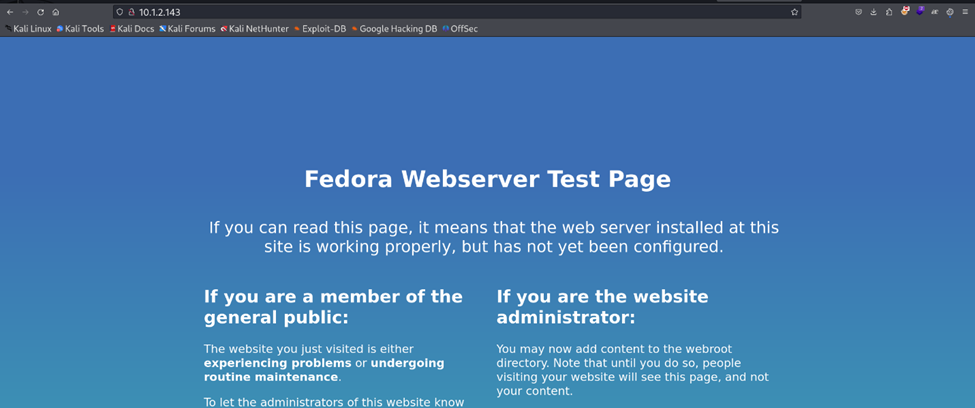 10.1.2.143
Kali Linux Kali Tools Kali Docs Kali Forums Kali NetHunter Exploit-DB Google Hacking DB OffSec
Fedora Webserver Test Page
If you can read this page, it means that the web server installed at this
site is working properly, but has not yet been configured.
If you are a member of the
general public:
The website you just visited is either
experiencing problems or undergoing
routine maintenance.
To let the administrators of this website know
If you are the website
administrator:
You may now add content to the webroot
directory. Note that until you do so, people
visiting your website will see this page, and not
your content.